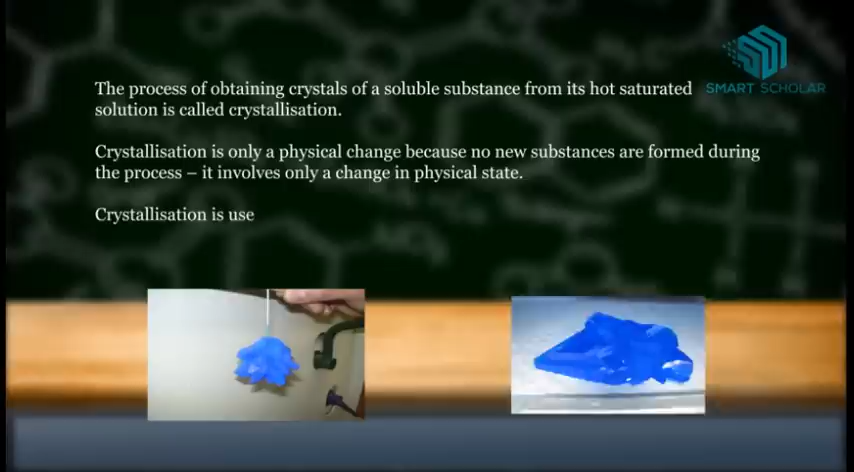 The process of obtaining crystals of a soluble substance from its hot saturated
solution is called crystallisation.
Crystallisation is only a physical change because no new substances are formed during
the process – it involves only a change in physical state.
Crystallisation is use
SMART SCHOLAR